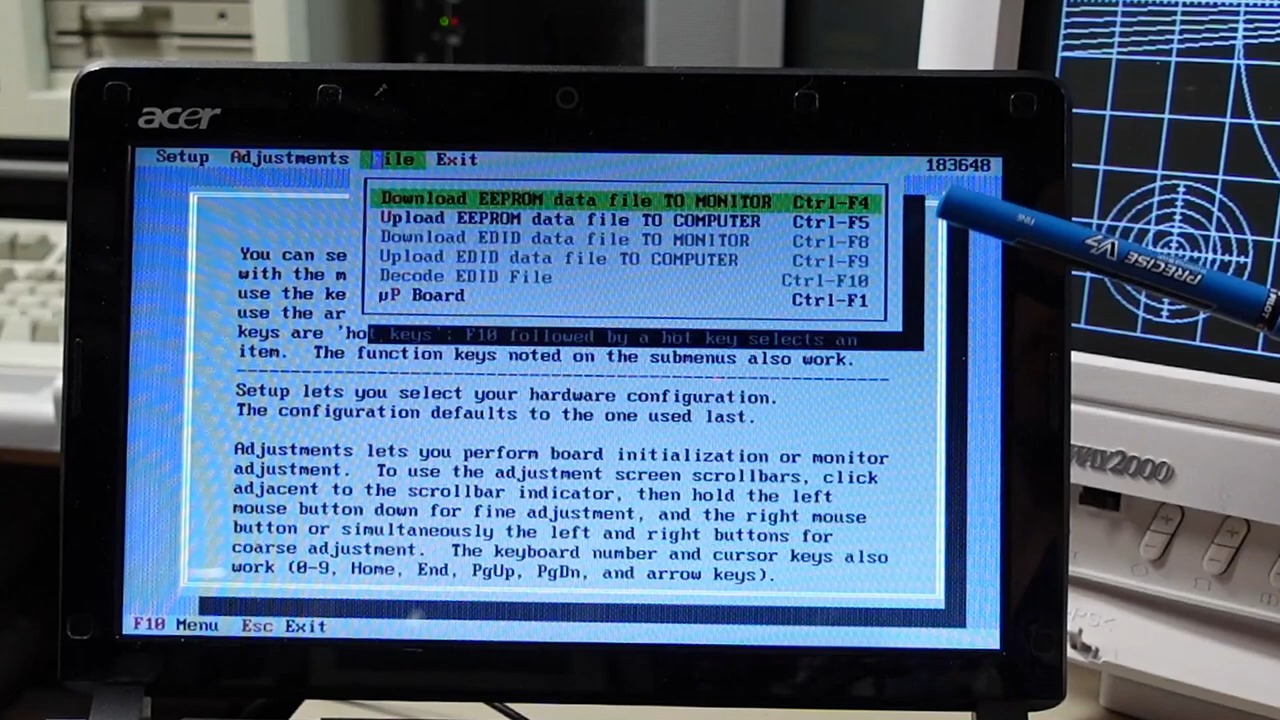 acer
Setup Adjustments File Exit 183648
Download EEPROM data file TO MONITOR Ctrl-F4
Upload EEPROM data file TO COMPUTER Ctrl-F5
Download EDID data file TO MONITOR Ctrl-F8
Upload EDID data file TO COMPUTER Ctrl-F9
Decode EDID File Ctrl-F10
µP Board Ctrl-F1
You can se
with the m
use the ke
use the ar
keys are 'hot keys': F10 followed by a hot key selects an
item. The function keys noted on the submenus also work.
Setup lets you select your hardware configuration.
The configuration defaults to the one used last.
Adjustments lets you perform board initialization or monitor
adjustment. To use the adjustment screen scrollbars, click
adjacent to the scrollbar indicator, then hold the left
mouse button down for fine adjustment, and the right mouse
button or simultaneously the left and right buttons for
coarse adjustment. The keyboard number and cursor keys also
work (0-9, Home, End, PgUp, PgDn, and arrow keys).
F10 Menu Esc Exit
PRECISE V5
FINE
WAY2000